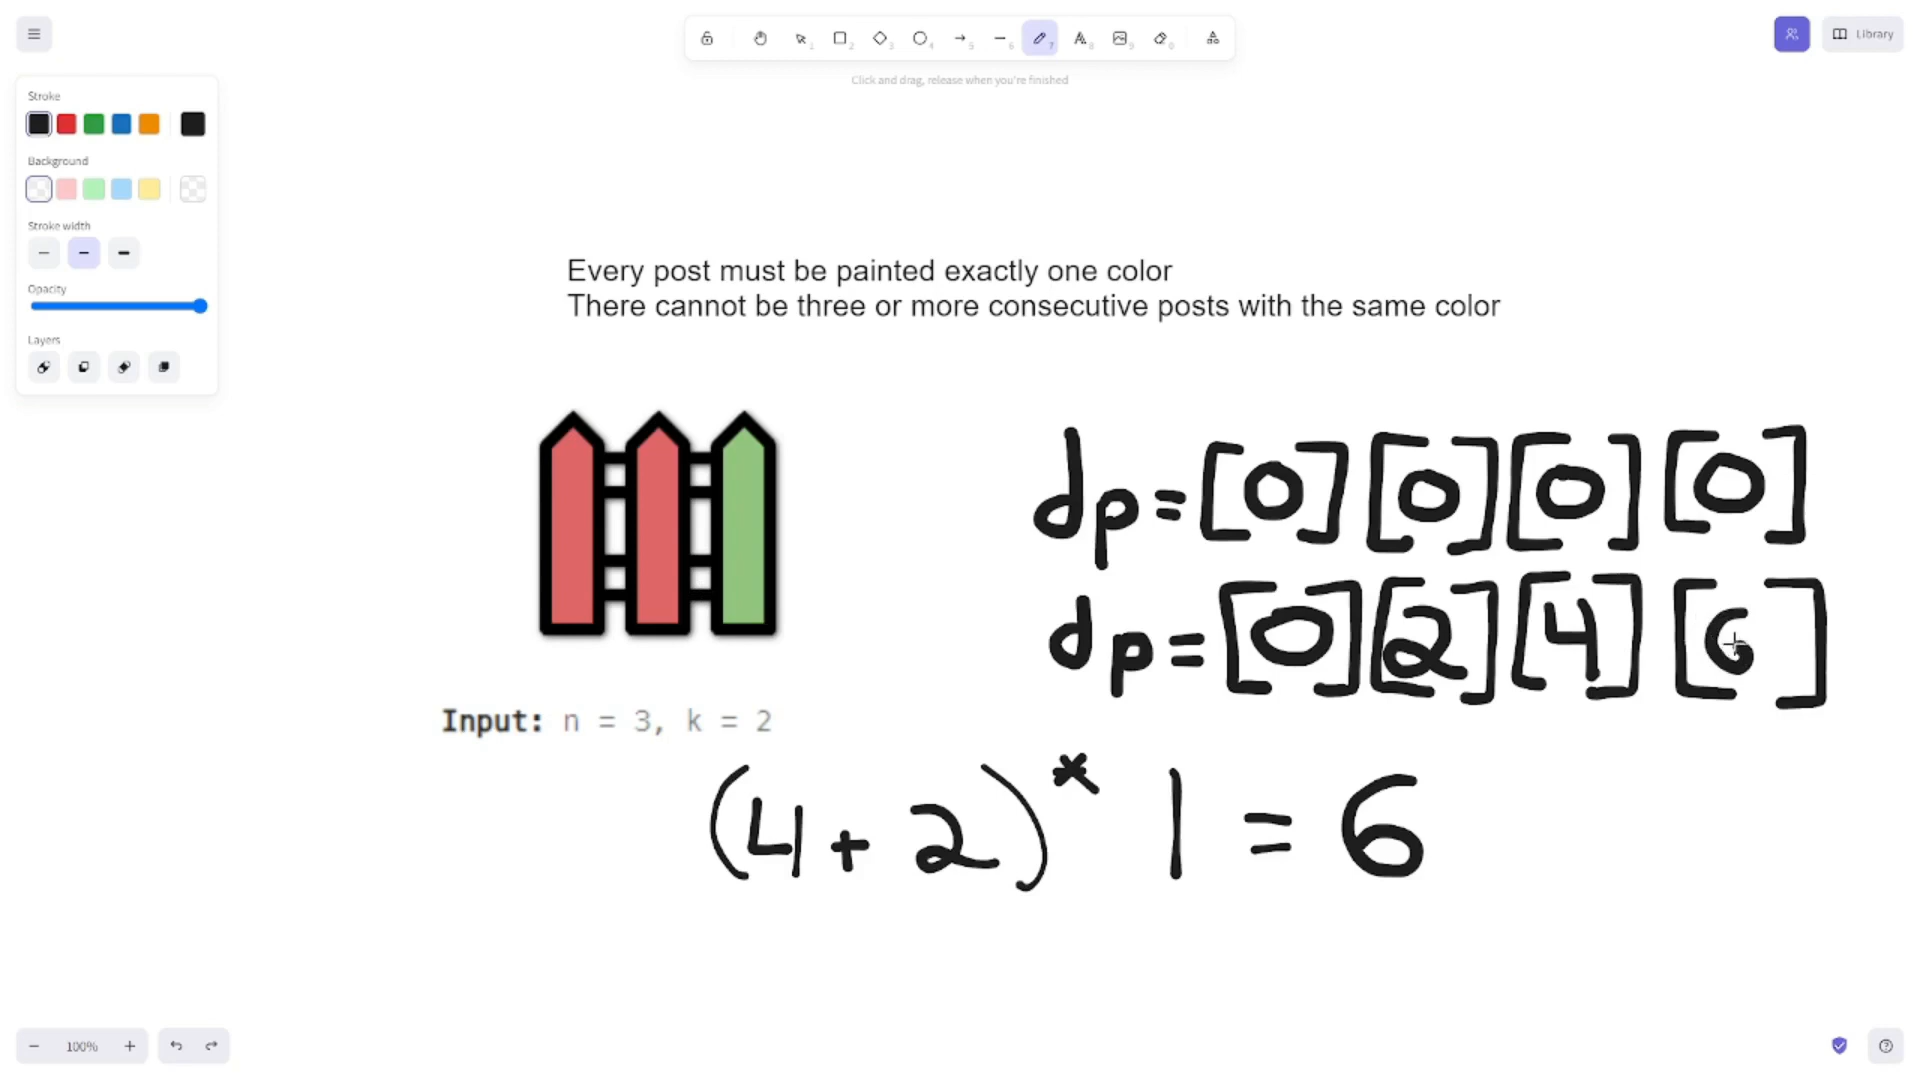 Library
Click and drag, release when you're finished
Stroke
Background
Stroke width
Opacity
Layers
Every post must be painted exactly one color
There cannot be three or more consecutive posts with the same color
dp=[0][0][0][0]
dp=[0][2][4][6]
Input: n = 3, k = 2
(4+2)* 1 = 6
100%